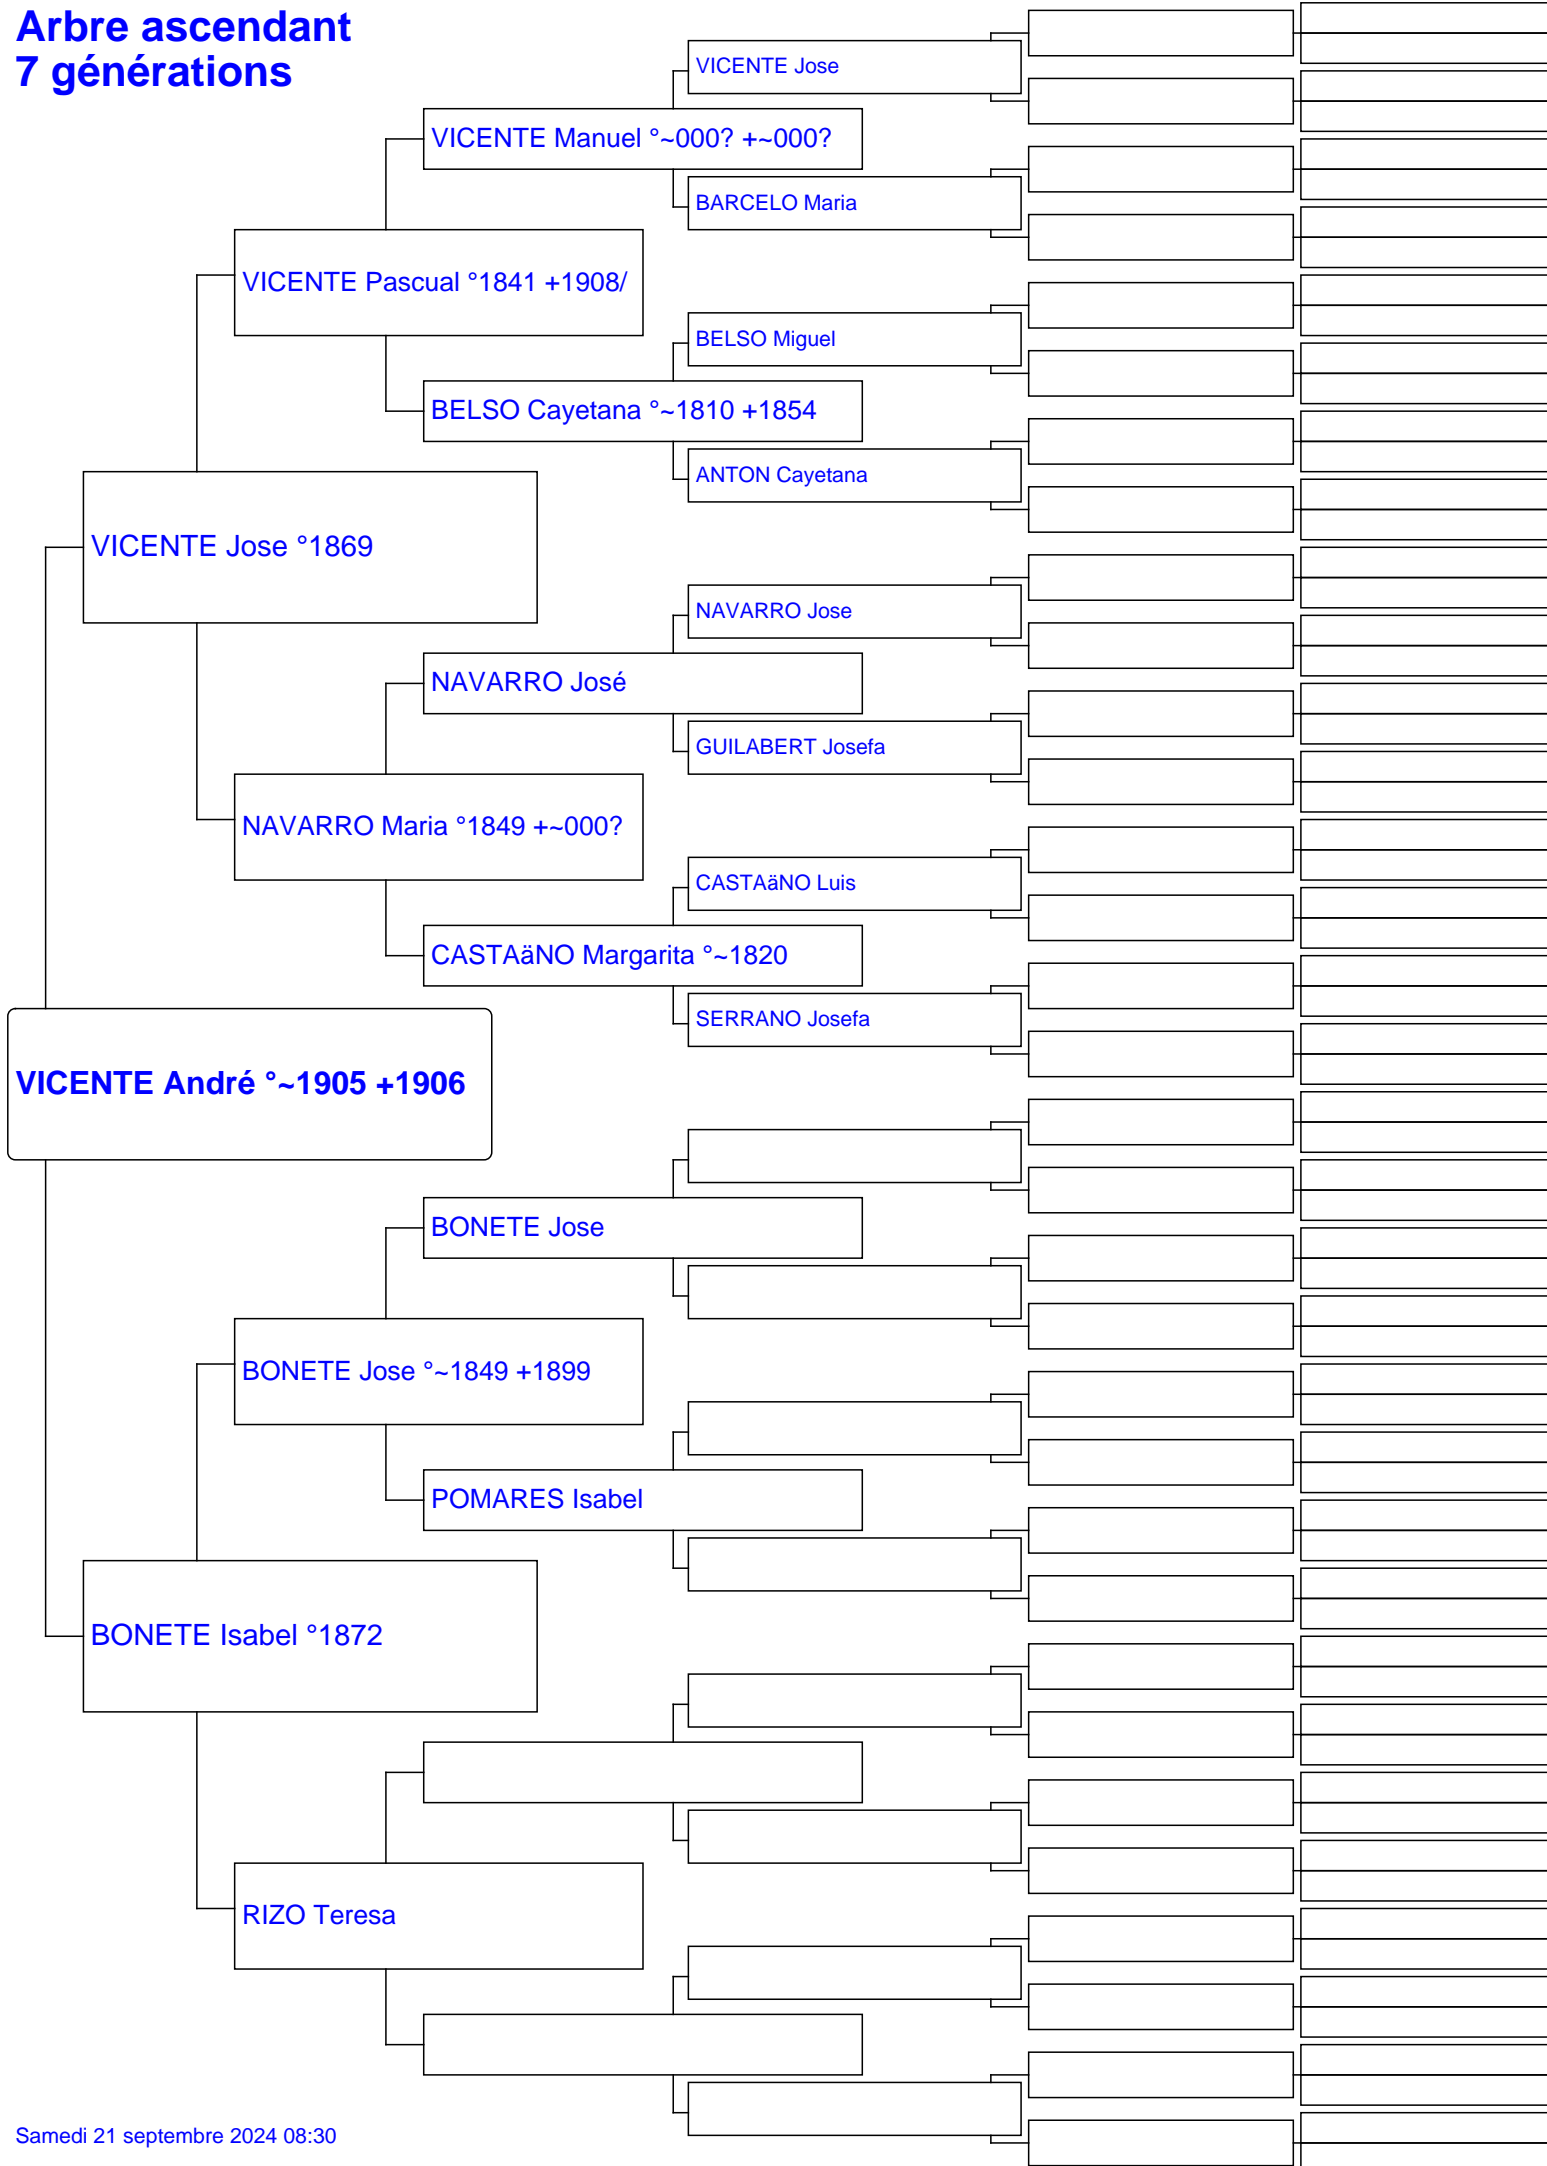 Arbre ascendant
7 générations
VICENTE Jose
VICENTE Manuel °~000? +~000?
BARCELO Maria
VICENTE Pascual °1841 +1908/
BELSO Miguel
BELSO Cayetana °~1810 +1854
ANTON Cayetana
VICENTE Jose °1869
NAVARRO Jose
NAVARRO José
GUILABERT Josefa
NAVARRO Maria °1849 +~000?
CASTAäNO Luis
CASTAäNO Margarita °~1820
SERRANO Josefa
VICENTE André °~1905 +1906
BONETE Jose
BONETE Jose °~1849 +1899
POMARES Isabel
BONETE Isabel °1872
RIZO Teresa
Samedi 21 septembre 2024 08:30